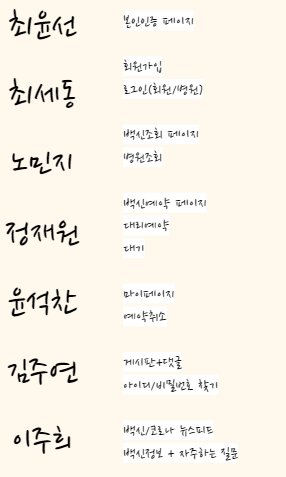 최윤선
본인인증 페이지
최세동
회원가입
로그인(회원/병원)
노민지
백신조회 페이지
병원조회
정재원
백신예약 페이지
대리예약
대기
윤석찬
마이페이지
예약취소
김주연
게시판+댓글
아이디/비밀번호 찾기
이주희
백신/코로나 뉴스피드
백신정보 + 자주하는 질문